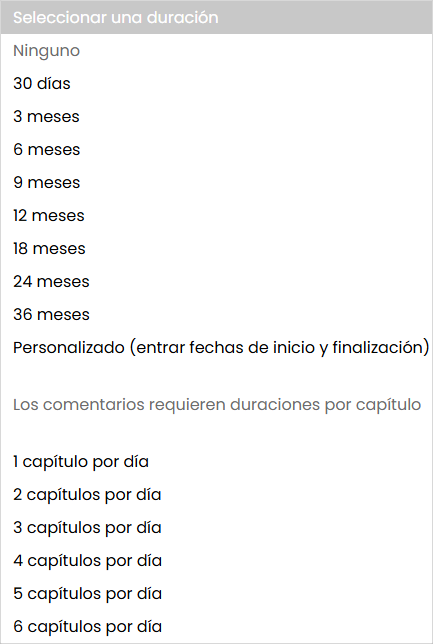 Seleccionar una duración
Ninguno
30 días
3 meses
6 meses
9 meses
12 meses
18 meses
24 meses
36 meses
Personalizado (entrar fechas de inicio y finalización)
Los comentarios requieren duraciones por capítulo
1 capítulo por día
2 capítulos por día
3 capítulos por día
4 capítulos por día
5 capítulos por día
6 capítulos por día